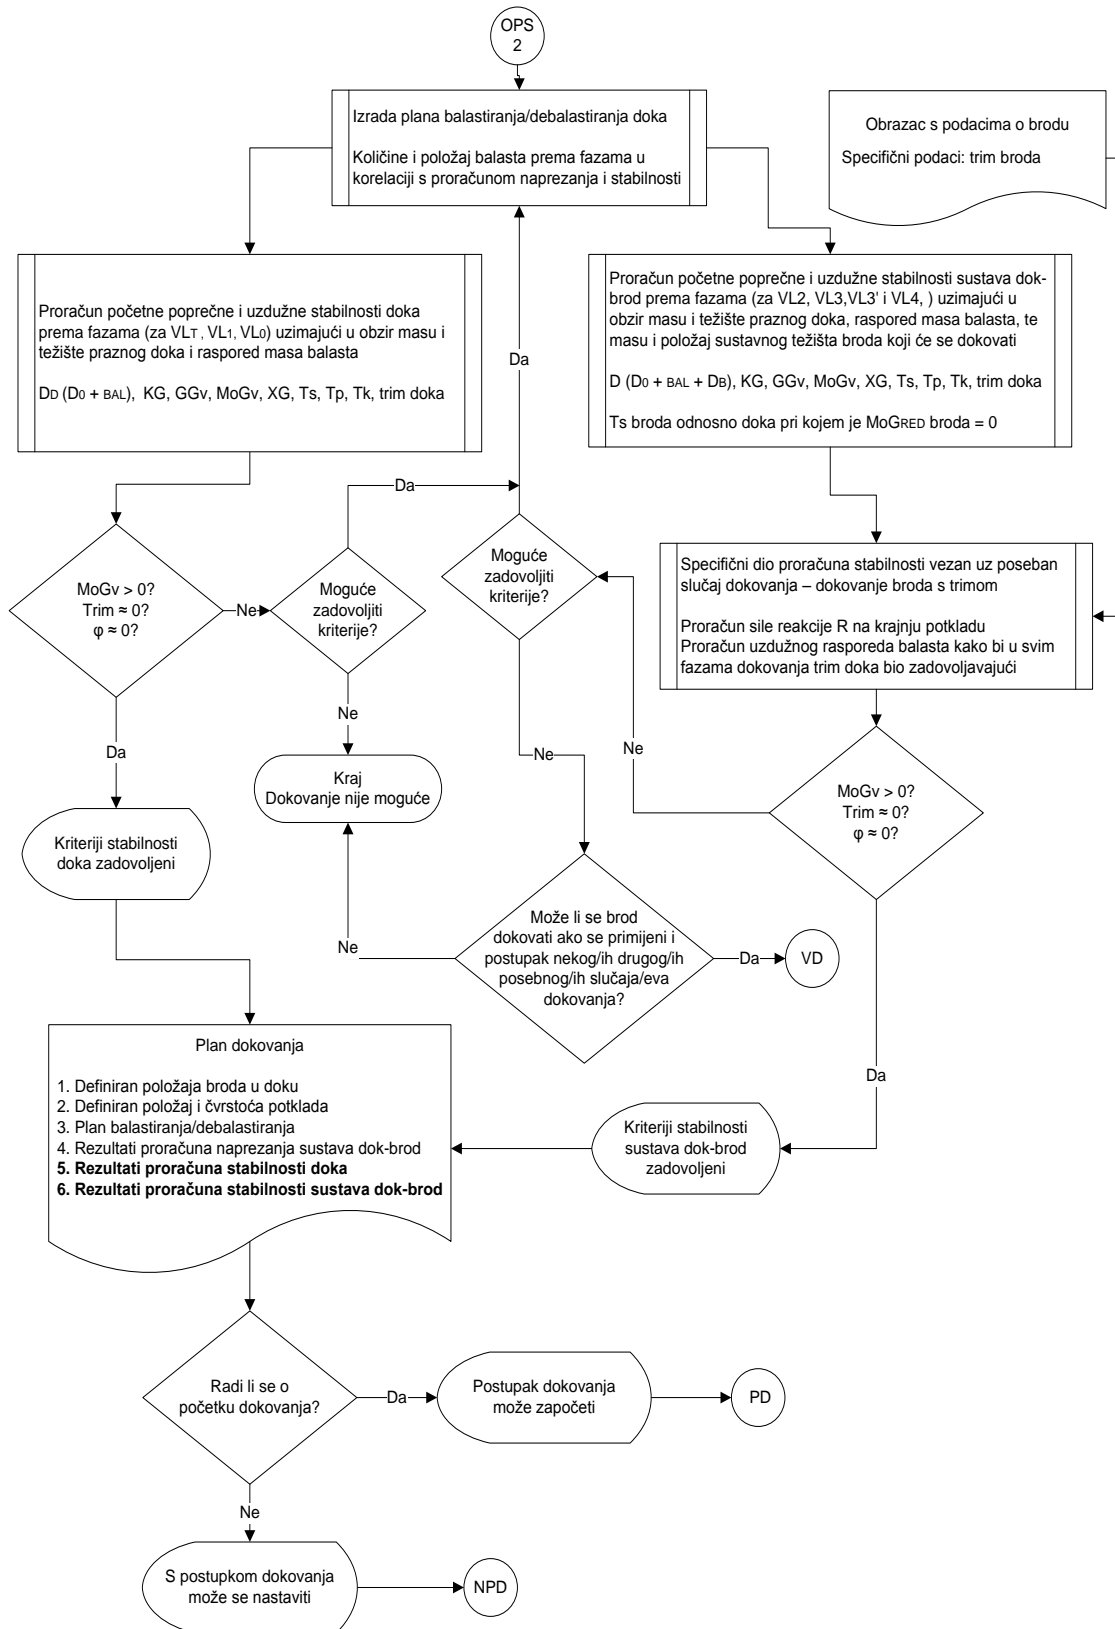 OPS
2
Izrada plana balastiranja/debalastiranja doka
Količine i položaj balasta prema fazama u
korelaciji s proračunom naprezanja i stabilnosti
Obrazac s podacima o brodu
Specifični podaci: trim broda
Proračun početne poprečne i uzdužne stabilnosti doka
prema fazama (za VLT , VL1, VL0) uzimajući u obzir masu i
težište praznog doka i raspored masa balasta
DD (D0 + BAL), KG, GGv, MoGv, XG, Ts, Tp, Tk, trim doka
Proračun početne poprečne i uzdužne stabilnosti sustava dok-
brod prema fazama (za VL2, VL3,VL3' i VL4, ) uzimajući u
obzir masu i težište praznog doka, raspored masa balasta, te
masu i položaj sustavnog težišta broda koji će se dokovati
D (D0 + BAL + DB), KG, GGv, MoGv, XG, Ts, Tp, Tk, trim doka
Ts broda odnosno doka pri kojem je MoGRED broda = 0
Da
Da
MoGv > 0?
Trim ≈ 0?
φ ≈ 0?
Ne
Moguće
zadovoljiti
kriterije?
Moguće
zadovoljiti
kriterije?
Specifični dio proračuna stabilnosti vezan uz poseban
slučaj dokovanja – dokovanje broda s trimom
Proračun sile reakcije R na krajnju potkladu
Proračun uzdužnog rasporeda balasta kako bi u svim
fazama dokovanja trim doka bio zadovoljavajući
Da
Ne
Ne
Ne
Kraj
Dokovanje nije moguće
MoGv > 0?
Trim ≈ 0?
φ ≈ 0?
Kriteriji stabilnosti
doka zadovoljeni
Može li se brod
dokovati ako se primijeni i
postupak nekog/ih drugog/ih
posebnog/ih slučaja/eva
dokovanja?
Ne
Da
VD
Plan dokovanja
1. Definiran položaja broda u doku
2. Definiran položaj i čvrstoća potklada
3. Plan balastiranja/debalastiranja
4. Rezultati proračuna naprezanja sustava dok-brod
5. Rezultati proračuna stabilnosti doka
6. Rezultati proračuna stabilnosti sustava dok-brod
Da
Kriteriji stabilnosti
sustava dok-brod
zadovoljeni
Radi li se o
početku dokovanja?
Da
Postupak dokovanja
može započeti
PD
Ne
S postupkom dokovanja
može se nastaviti
NPD